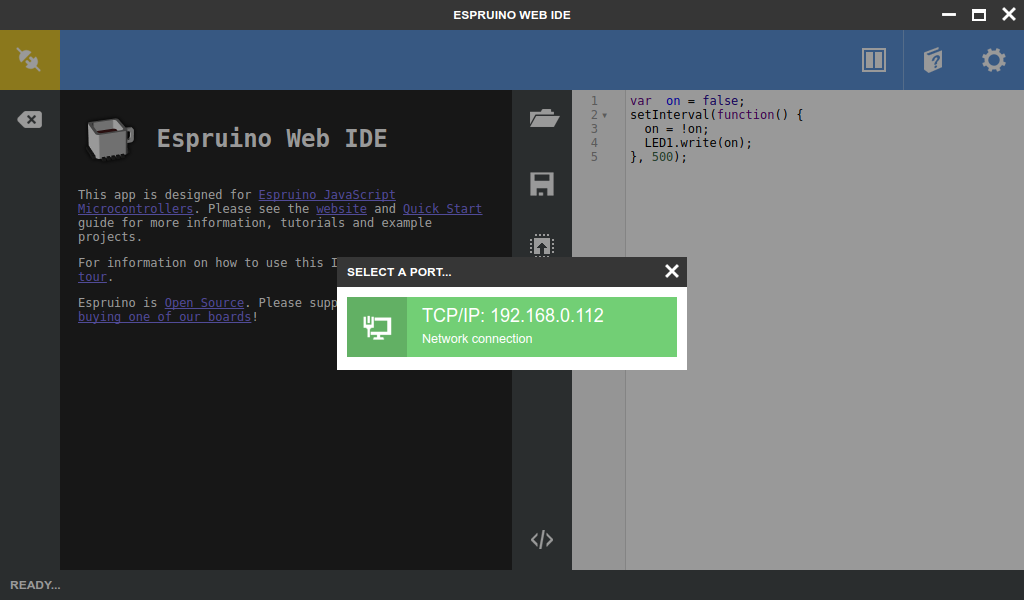 ESPRUINO WEB IDE
Espruino Web IDE
This app is designed for Espruino JavaScript
Microcontrollers. Please see the website and Quick Start
guide for more information, tutorials and example
projects.
For information on how to use this I
tour.
Espruino is Open Source. Please supp
buying one of our boards!
1 var on = false;
2 setInterval(function() {
3 on = !on;
4 LED1.write(on);
5 }, 500);
SELECT A PORT...
TCP/IP: 192.168.0.112
Network connection
READY...